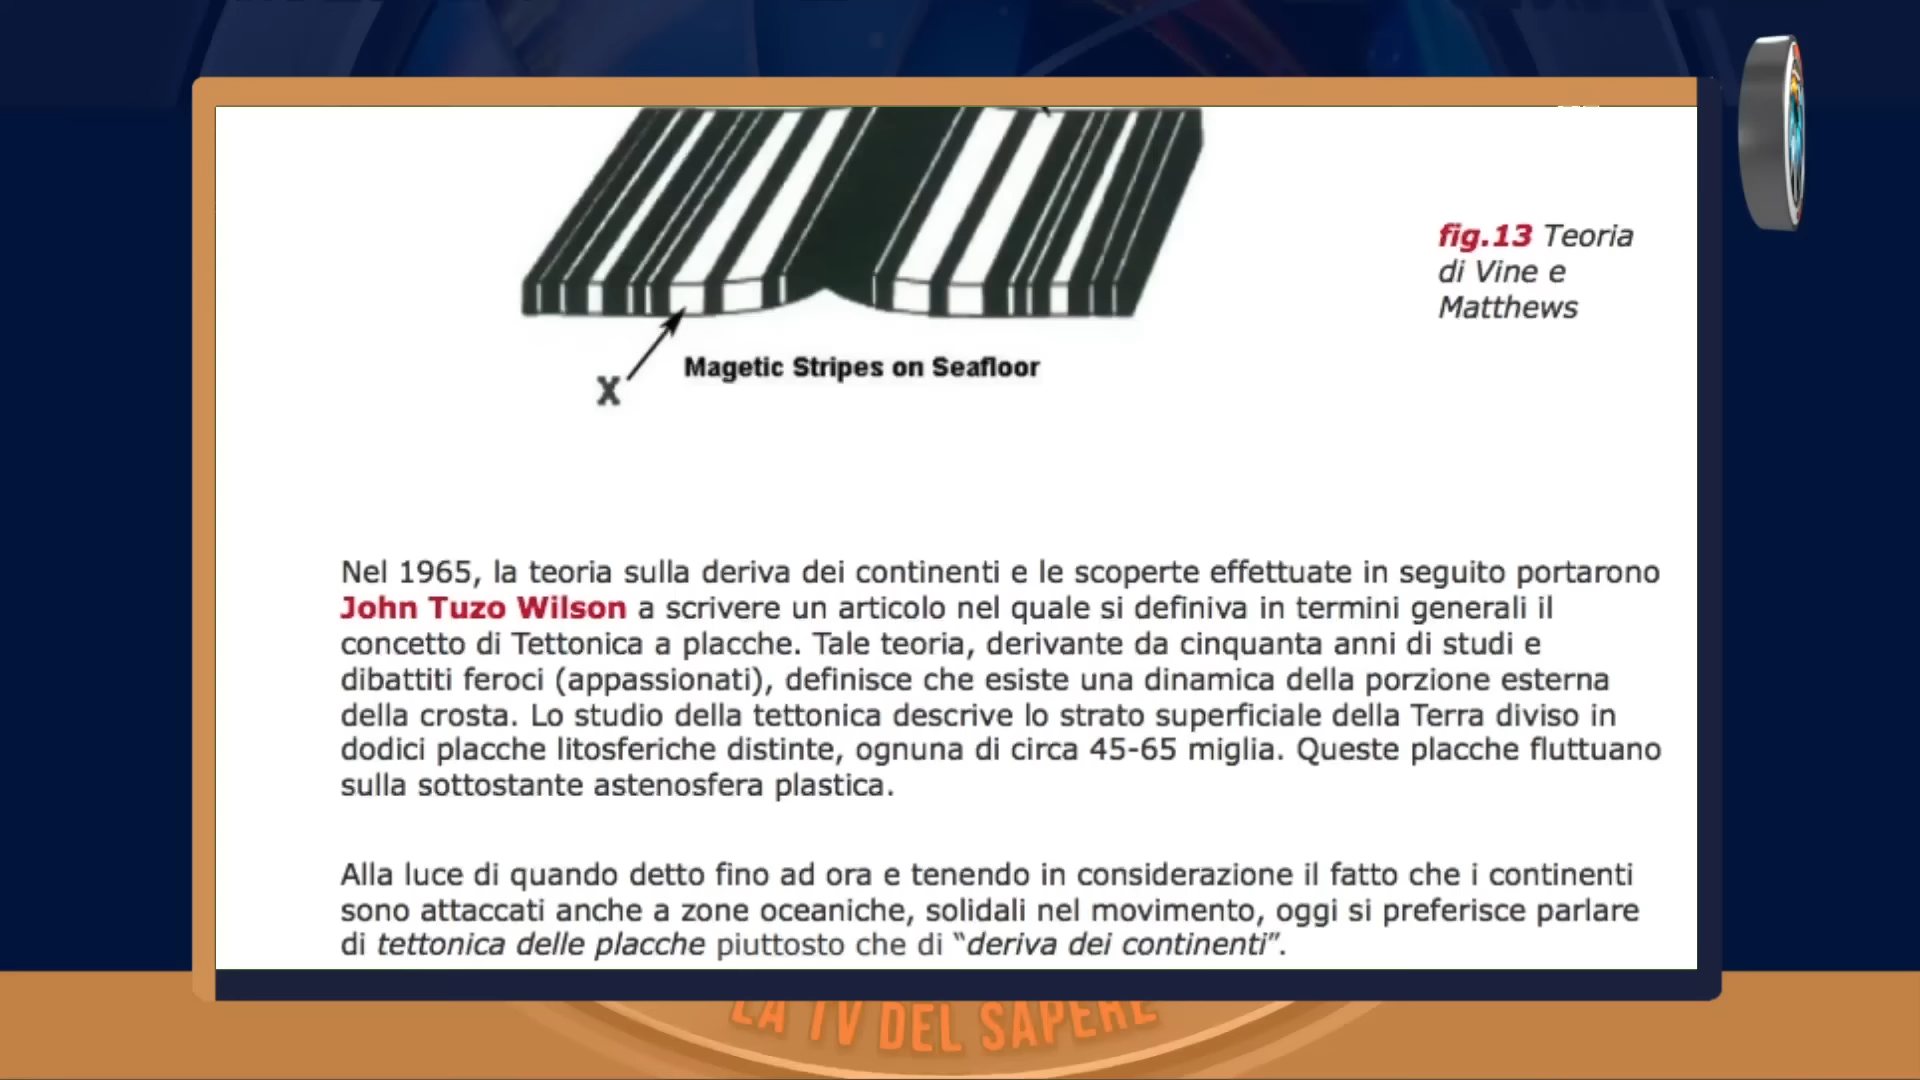 fig.13 Teoria
di Vine e
Matthews
Magetic Stripes on Seafloor
X
Nel 1965, la teoria sulla deriva dei continenti e le scoperte effettuate in seguito portarono
John Tuzo Wilson a scrivere un articolo nel quale si definiva in termini generali il
concetto di Tettonica a placche. Tale teoria, derivante da cinquanta anni di studi e
dibattiti feroci (appassionati), definisce che esiste una dinamica della porzione esterna
della crosta. Lo studio della tettonica descrive lo strato superficiale della Terra diviso in
dodici placche litosferiche distinte, ognuna di circa 45-65 miglia. Queste placche fluttuano
sulla sottostante astenosfera plastica.
Alla luce di quando detto fino ad ora e tenendo in considerazione il fatto che i continenti
sono attaccati anche a zone oceaniche, solidali nel movimento, oggi si preferisce parlare
di tettonica delle placche piuttosto che di “deriva dei continenti”.
LA TV DEL SAPERE